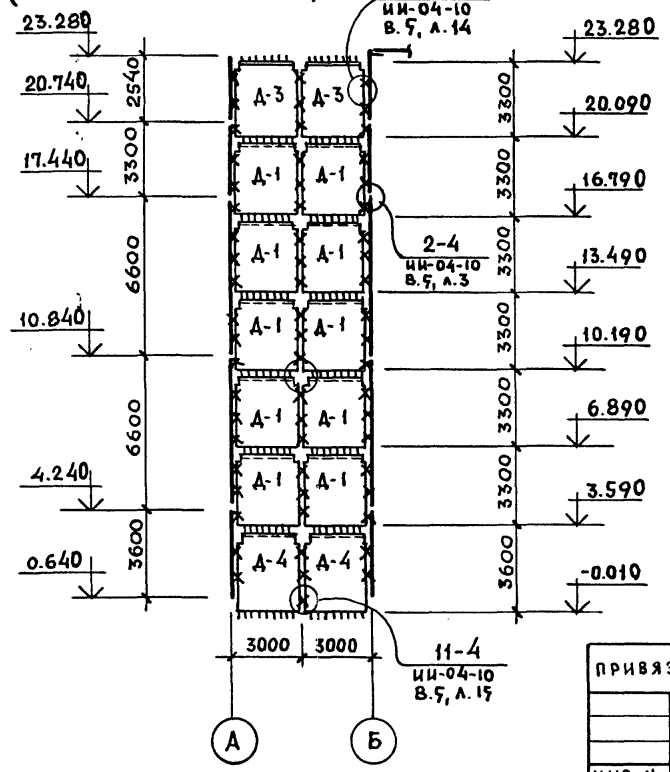 ИИ-04-10
В.5, Л.14
23.280
23.280
2540
3300
20.740
Д-3
Д-3
20.090
3300
3300
17.440
Д-1
Д-1
16.790
6600
3300
2-4
ИИ-04-10
В.5, Л.3
Д-1
Д-1
13.490
3300
10.840
Д-1
Д-1
10.190
6600
3300
Д-1
Д-1
6.890
3300
4.240
Д-1
Д-1
3.590
3600
3600
0.640
Д-4
Д-4
-0.010
3000
3000
11-4
ИИ-04-10
В.5, Л.15
ПРИВЯЗ
А
Б